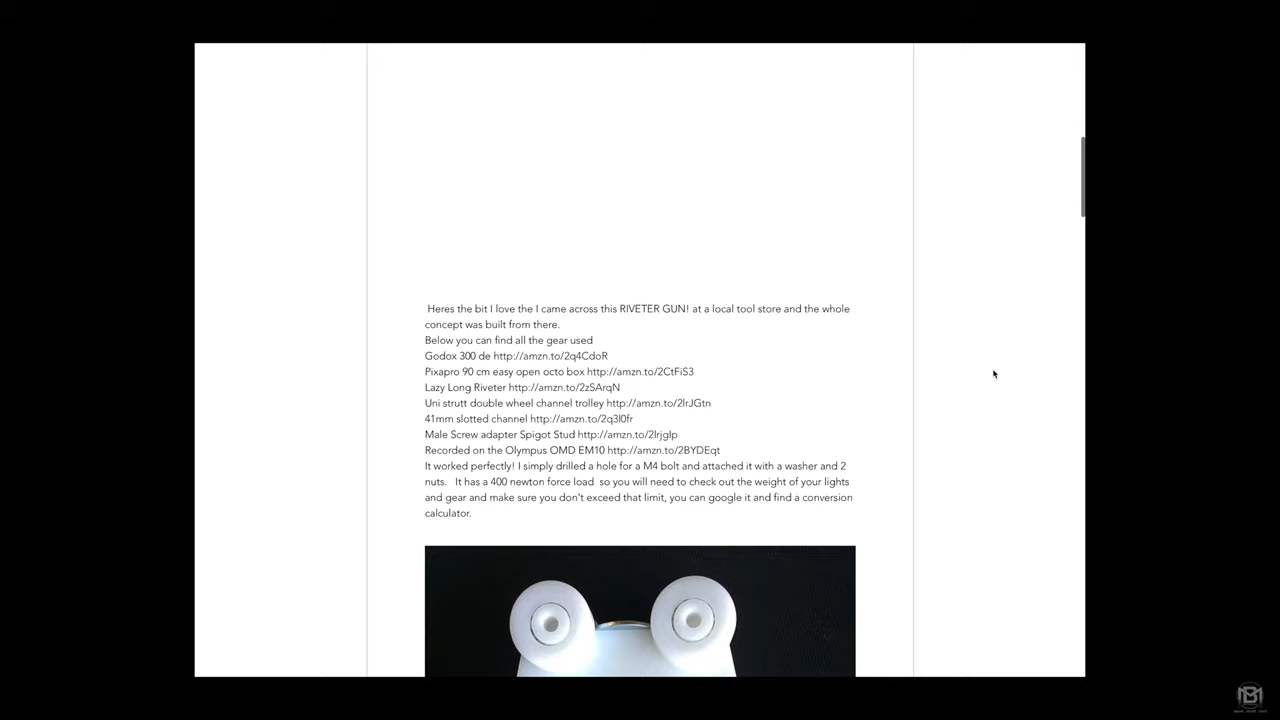 Heres the bit I love the I came across this RIVETER GUN! at a local tool store and the whole
concept was built from there.
Below you can find all the gear used
Godox 300 de http://amzn.to/2q4CdoR
Pixapro 90 cm easy open octo box http://amzn.to/2CtFiS3
Lazy Long Riveter http://amzn.to/2zSArqN
Uni strutt double wheel channel trolley http://amzn.to/2lrJGtn
41mm slotted channel http://amzn.to/2q3l0fr
Male Screw adapter Spigot Stud http://amzn.to/2lrjgIp
Recorded on the Olympus OMD EM10 http://amzn.to/2BYDEqt
It worked perfectly! I simply drilled a hole for a M4 bolt and attached it with a washer and 2
nuts. It has a 400 newton force load so you will need to check out the weight of your lights
and gear and make sure you don't exceed that limit, you can google it and find a conversion
calculator.